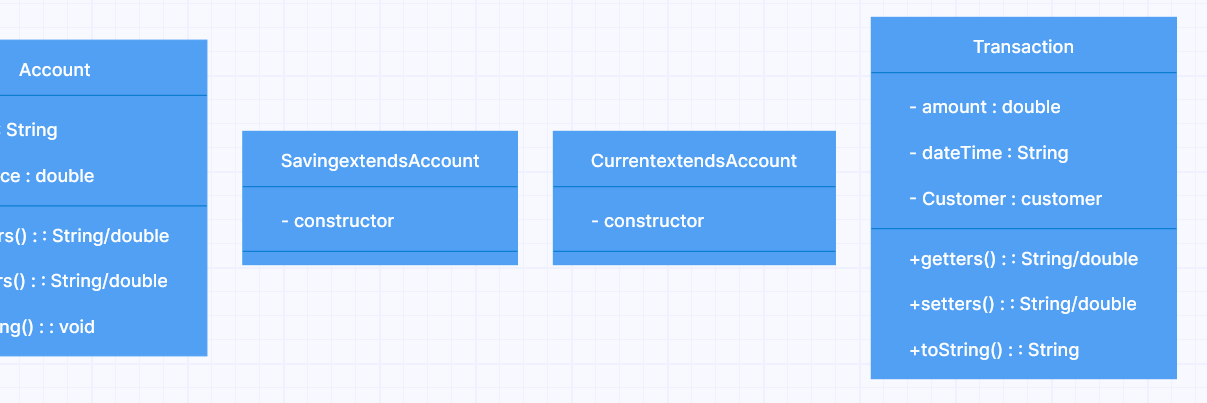 Account
: String
ce : double
rs() : : String/double
rs() : : String/double
ng() : : void
SavingextendsAccount
- constructor
CurrentextendsAccount
- constructor
Transaction
- amount : double
- dateTime : String
- Customer : customer
+getters() : : String/double
+setters() : : String/double
+toString() : : String